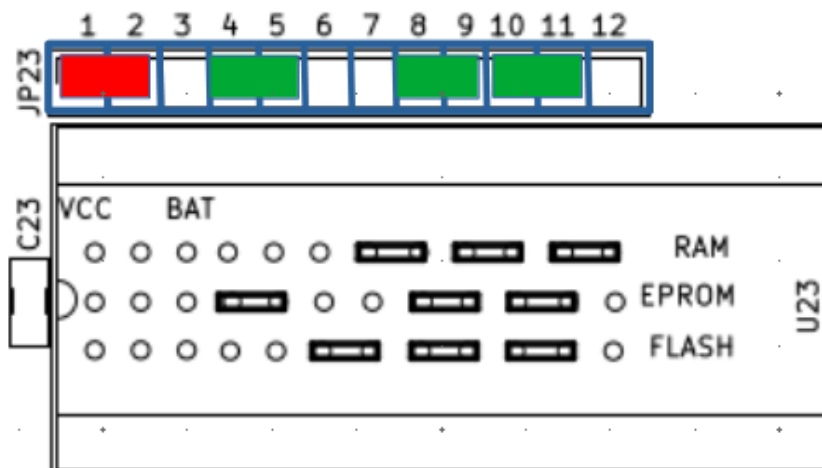 1 2 3 4 5 6 7 8 9 10 11 12
JP23
C23
VCC BAT
RAM
EPROM
FLASH
U23